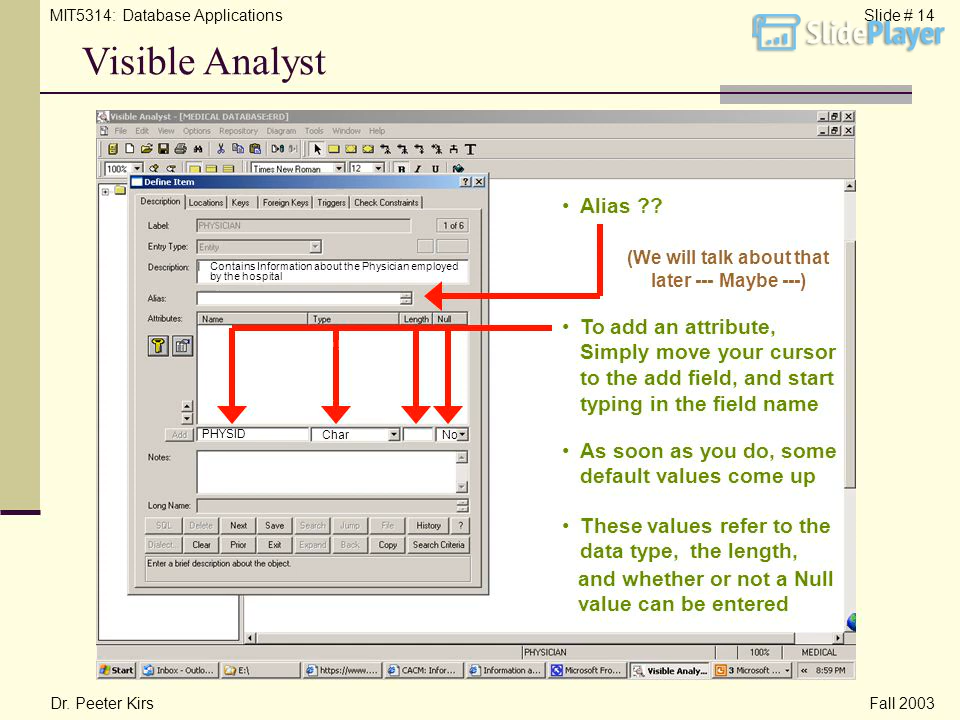 MIT5314: Database Applications
Slide # 14
SlidePlayer
Visible Analyst
Visible Analyst - [MEDICAL DATABASE:ERD]
File Edit View Options Repository Diagram Tools Window Help
100% Times New Roman 12 B I U
Define Item
Description Locations Keys Foreign Keys Triggers Check Constraints
Label: PHYSICIAN 1 of 6
Entry Type: Entity
Description: Contains Information about the Physician employed
by the hospital
Alias:
Attributes: Name Type Length Null
Add PHYSID Char No
Notes:
Long Name:
SQL Delete Next Save Search Jump File History ?
Dialect.. Clear Prior Exit Expand Back Copy Search Criteria
Enter a brief description about the object.
• Alias ??
(We will talk about that
later --- Maybe ---)
• To add an attribute,
Simply move your cursor
to the add field, and start
typing in the field name
• As soon as you do, some
default values come up
• These values refer to the
data type, the length,
and whether or not a Null
value can be entered
PHYSICIAN 100% MEDICAL
Start Inbox - Outlo... E:\ https://www.... CACM: Infor... Information a... Microsoft Fro... Visible Analy... 3 Microsoft ... « 8:59 PM
Dr. Peeter Kirs
Fall 2003